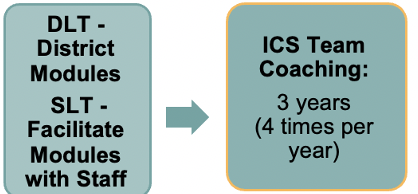 DLT -
District
Modules
SLT -
Facilitate
Modules
with Staff
ICS Team
Coaching:
3 years
(4 times per
year)